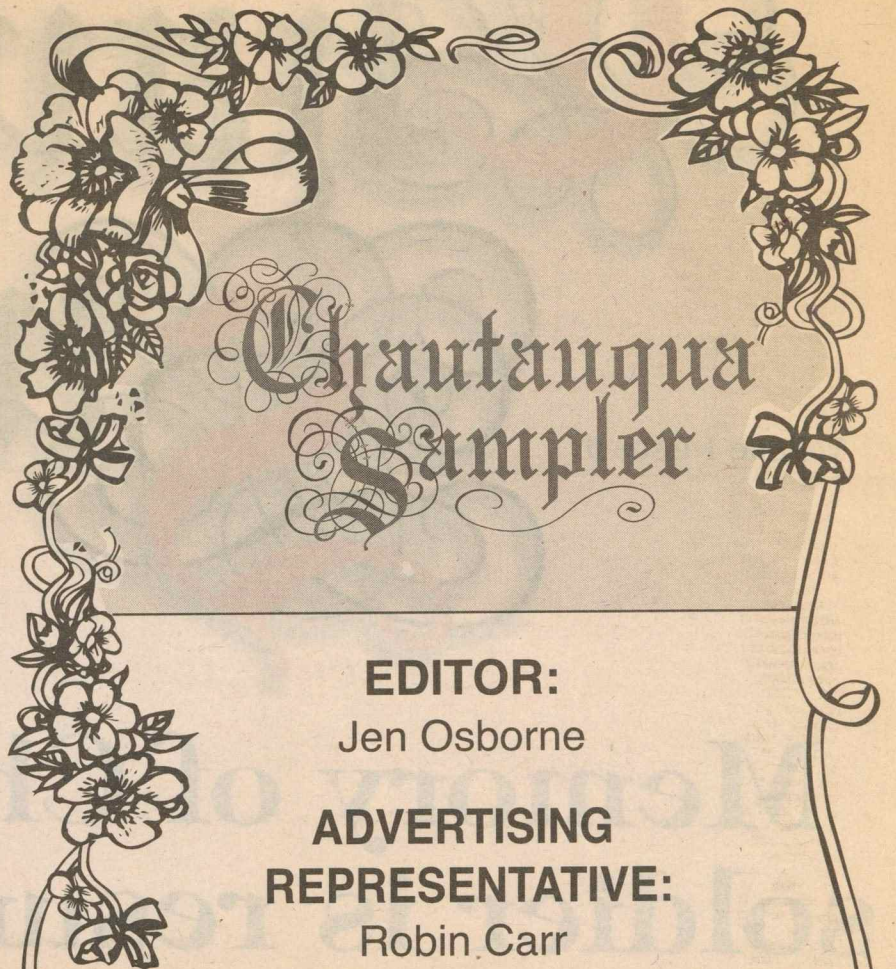 Chautauqua
Sampler
EDITOR:
Jen Osborne
ADVERTISING
REPRESENTATIVE:
Robin Carr